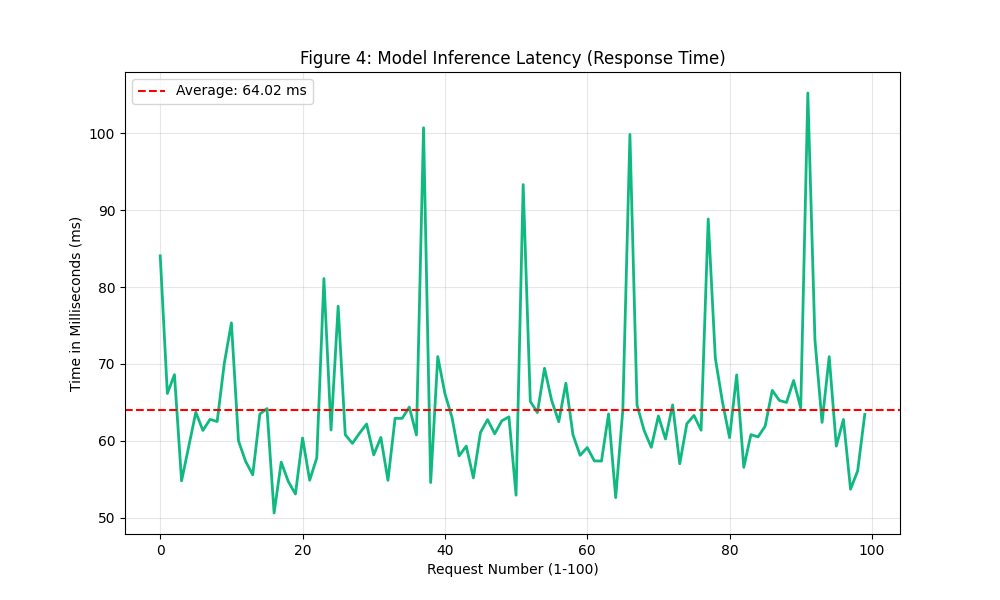 Figure 4: Model Inference Latency (Response Time)
Average: 64.02 ms
Time in Milliseconds (ms)
100
90
80
70
60
50
0 20 40 60 80 100
Request Number (1-100)